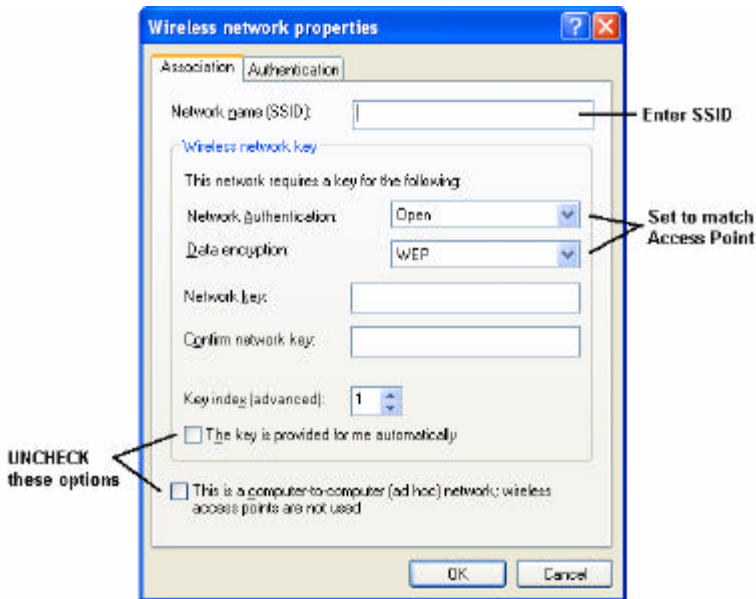 Wireless network properties
Association
Authentication
Network name (SSID):
Enter SSID
Wireless network key
This network requires a key for the following:
Network Authentication:
Open
Data encryption:
WEP
Set to match
Access Point
Network key:
Confirm network key:
Key index (advanced):
1
The key is provided for me automatically
UNCHECK
these options
This is a computer-to-computer (ad hoc) network; wireless
access points are not used
OK
Cancel